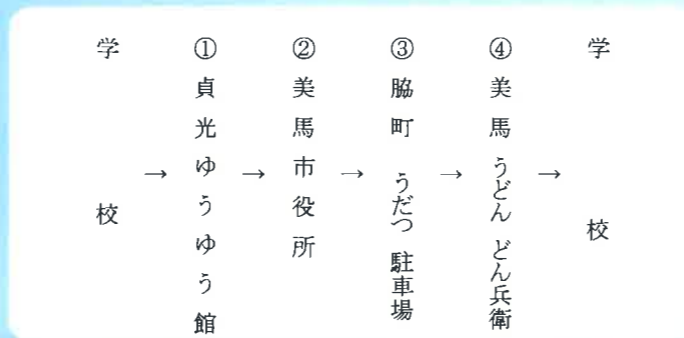 学校
→
①貞光ゆうゆう館
→
②美馬市役所
→
③脇町 うだつ 駐車場
→
④美馬うどん どん兵衛
→
学校